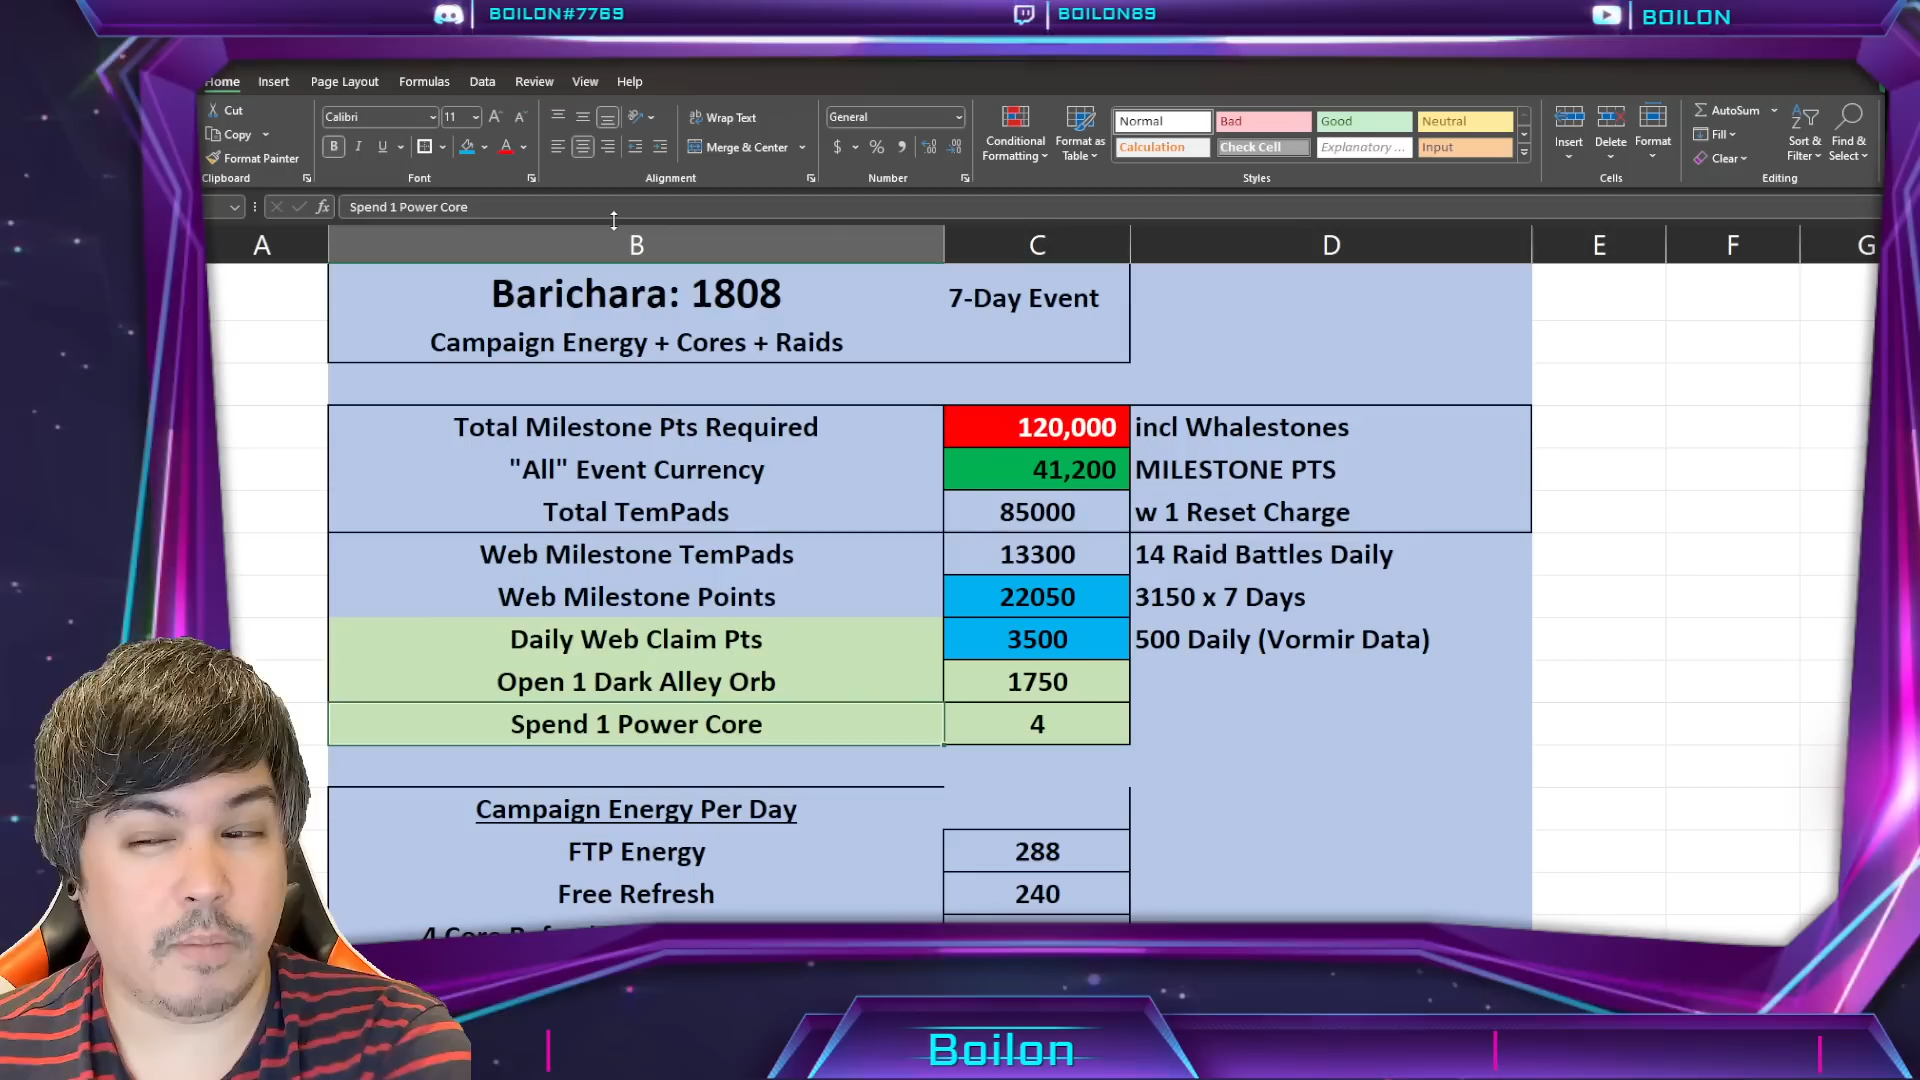 BOILON#7769
BOILON89
BOILON
Home Insert Page Layout Formulas Data Review View Help
Cut
Copy
Format Painter
Clipboard
Calibri 11
B I U
Font
Wrap Text
Merge & Center
Alignment
General
$ % 9
Number
Conditional Formatting
Format as Table
Normal Bad Good Neutral
Calculation Check Cell Explanatory ... Input
Styles
Insert Delete Format
Cells
AutoSum
Fill
Clear
Sort & Filter
Find & Select
Editing
fx Spend 1 Power Core
A B C D E F G
Barichara: 1808 7-Day Event
Campaign Energy + Cores + Raids
Total Milestone Pts Required 120,000 incl Whalestones
"All" Event Currency 41,200 MILESTONE PTS
Total TemPads 85000 w 1 Reset Charge
Web Milestone TemPads 13300 14 Raid Battles Daily
Web Milestone Points 22050 3150 x 7 Days
Daily Web Claim Pts 3500 500 Daily (Vormir Data)
Open 1 Dark Alley Orb 1750
Spend 1 Power Core 4
Campaign Energy Per Day
FTP Energy 288
Free Refresh 240
4 Core
Boilon